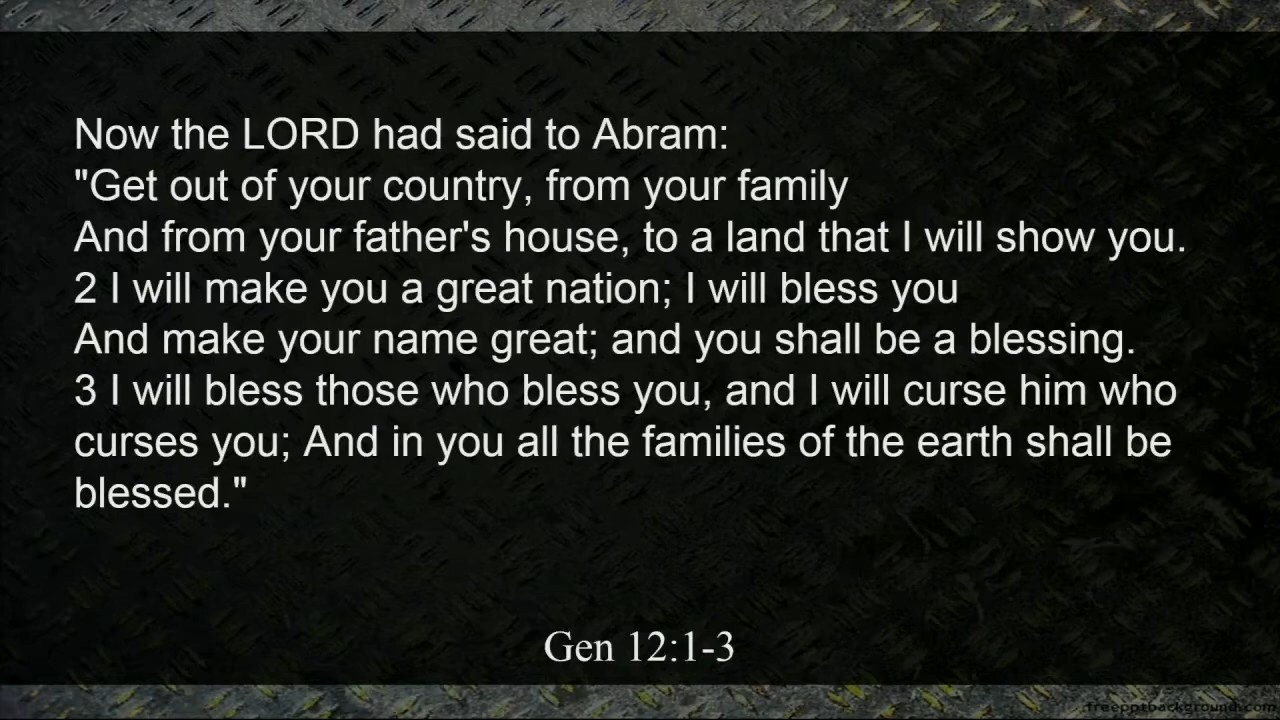 Now the LORD had said to Abram:
"Get out of your country, from your family
And from your father's house, to a land that I will show you.
2 I will make you a great nation; I will bless you
And make your name great; and you shall be a blessing.
3 I will bless those who bless you, and I will curse him who
curses you; And in you all the families of the earth shall be
blessed."
Gen 12:1-3
freepptbackground.com